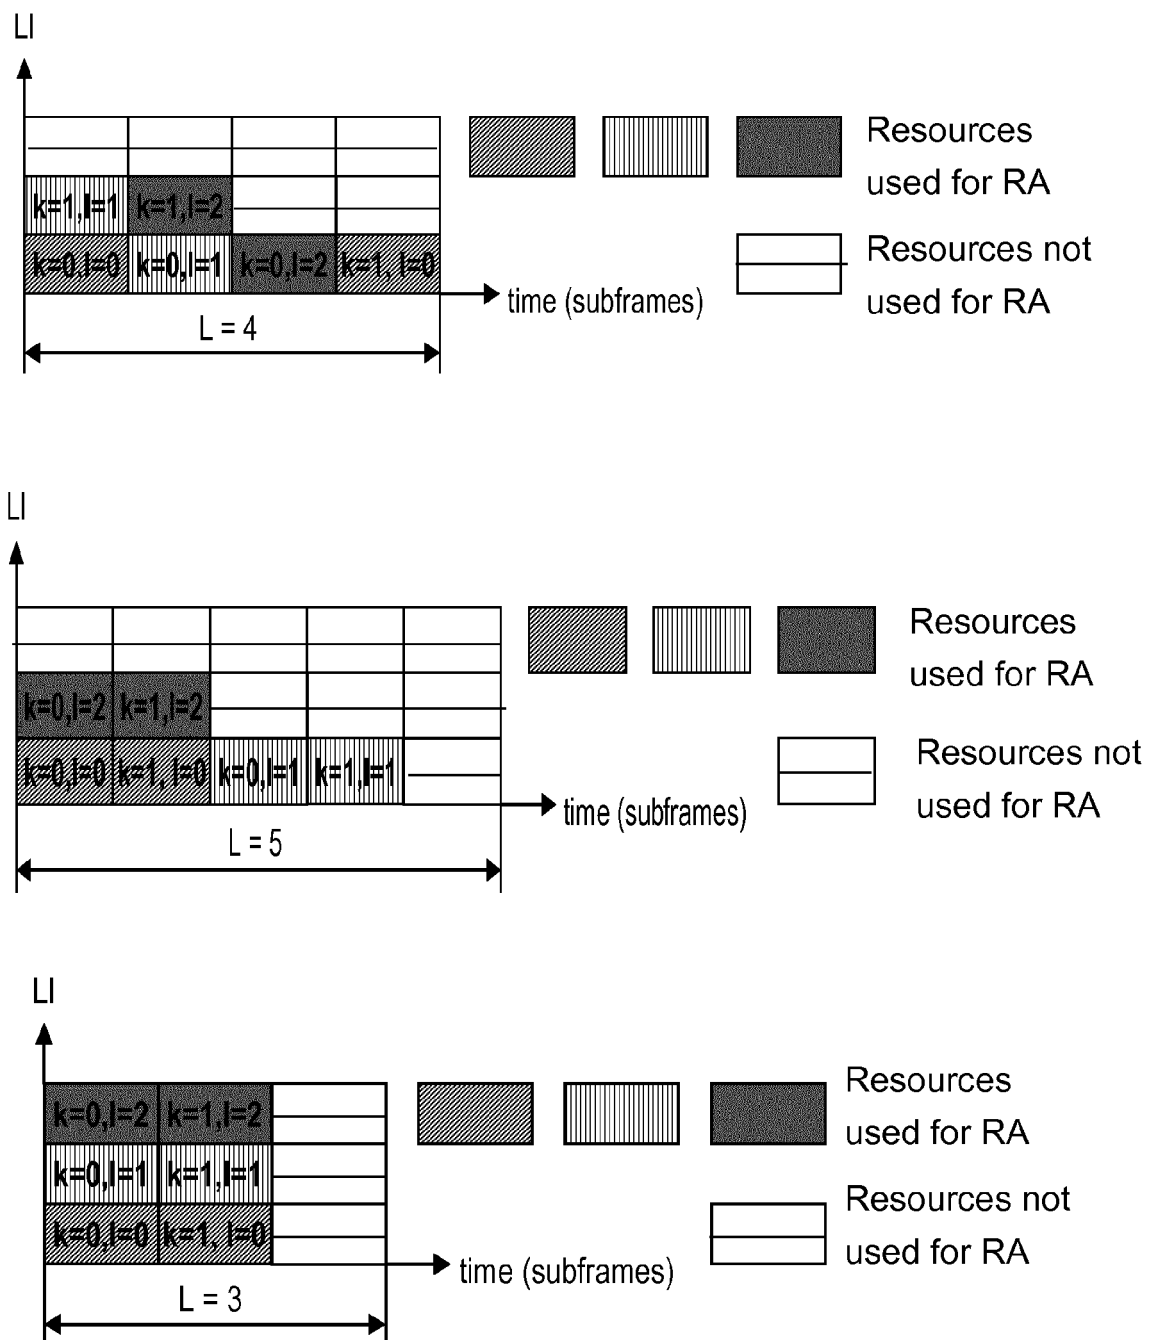 LI
Resources
used for RA
k=1,l=1 k=1,l=2
Resources not
used for RA
k=0,l=0 k=0,l=1 k=0,l=2 k=1, l=0
time (subframes)
L = 4
LI
Resources
used for RA
k=0,l=2 k=1,l=2
k=0,l=0 k=1, l=0 k=0,l=1 k=1,l=1
Resources not
used for RA
time (subframes)
L = 5
LI
Resources
used for RA
k=0,l=2 k=1,l=2
k=0,l=1 k=1,l=1
Resources not
used for RA
k=0,l=0 k=1, l=0
time (subframes)
L = 3